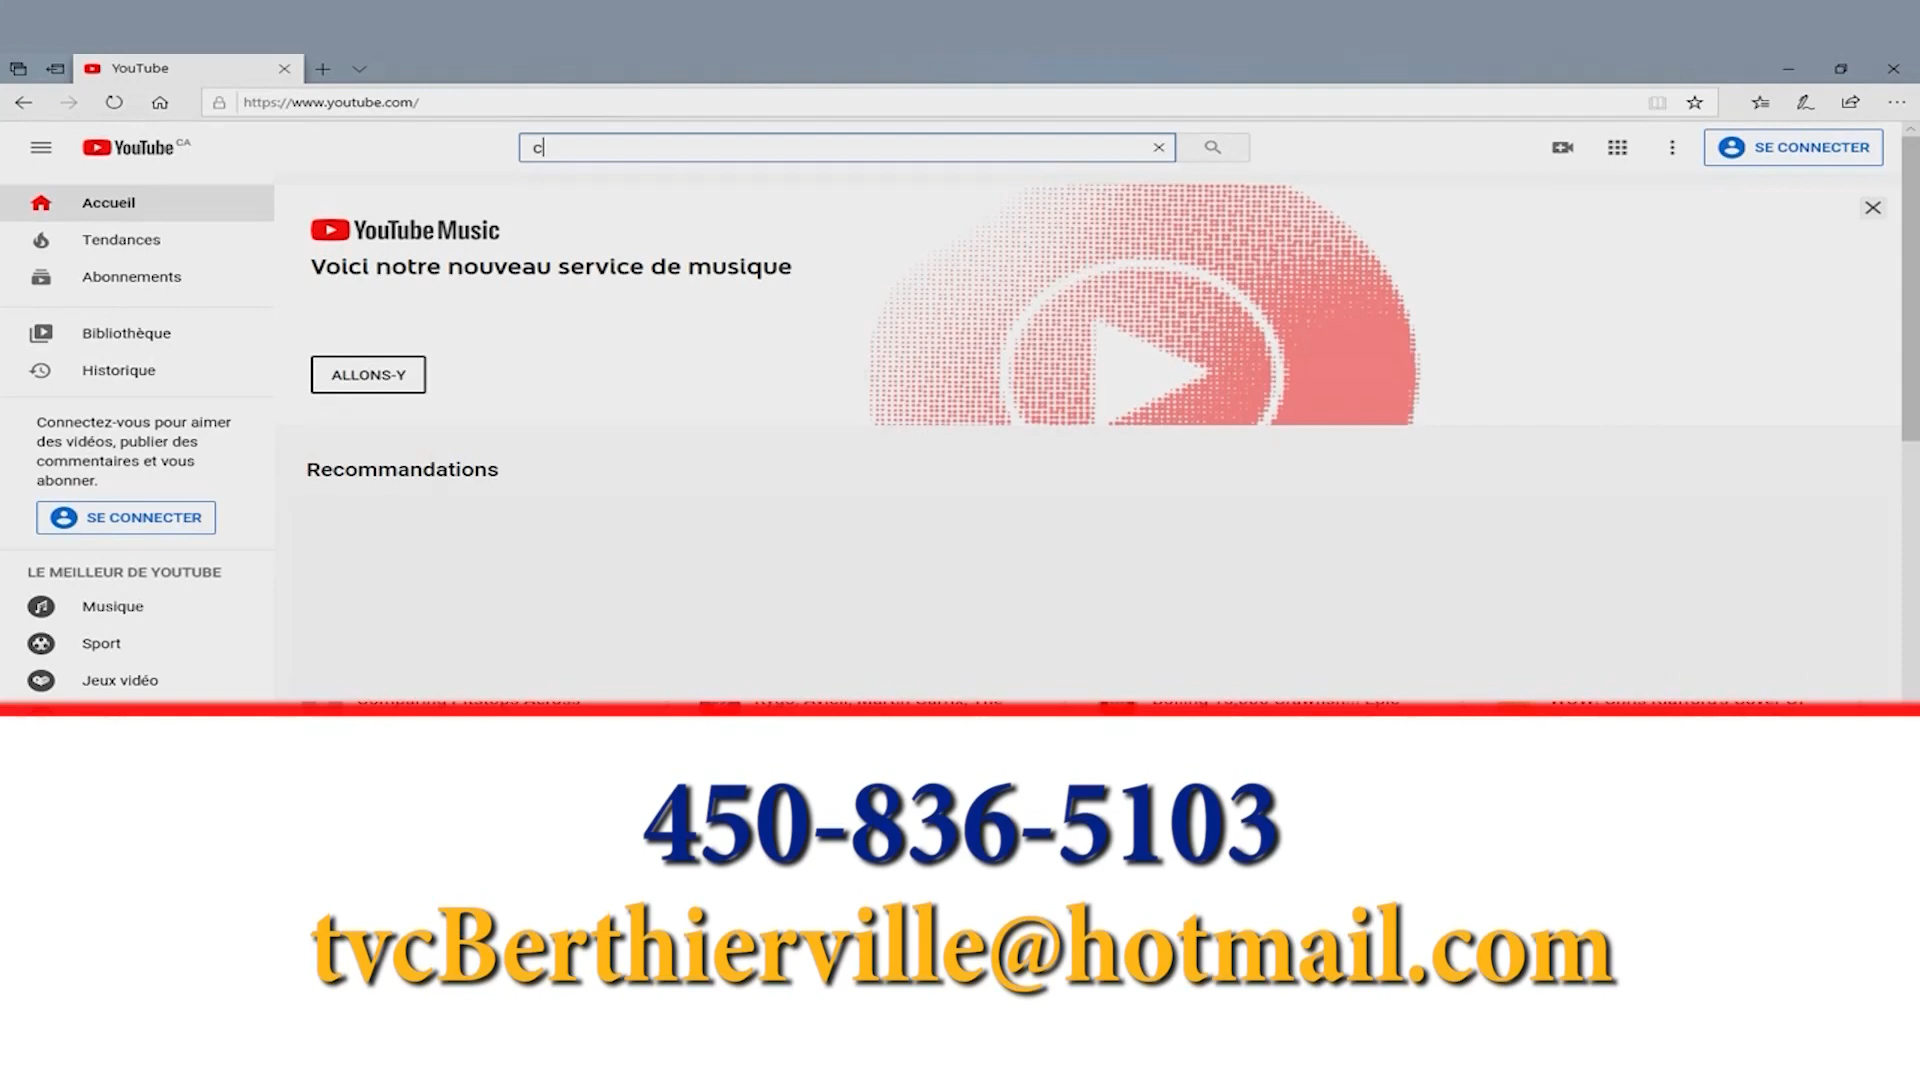 YouTube
https://www.youtube.com/
YouTube CA
c
SE CONNECTER
Accueil
Tendances
Abonnements
Bibliothèque
Historique
Connectez-vous pour aimer
des vidéos, publier des
commentaires et vous
abonner.
SE CONNECTER
LE MEILLEUR DE YOUTUBE
Musique
Sport
Jeux vidéo
YouTube Music
Voici notre nouveau service de musique
ALLONS-Y
Recommandations
450-836-5103
tvcBerthierville@hotmail.com